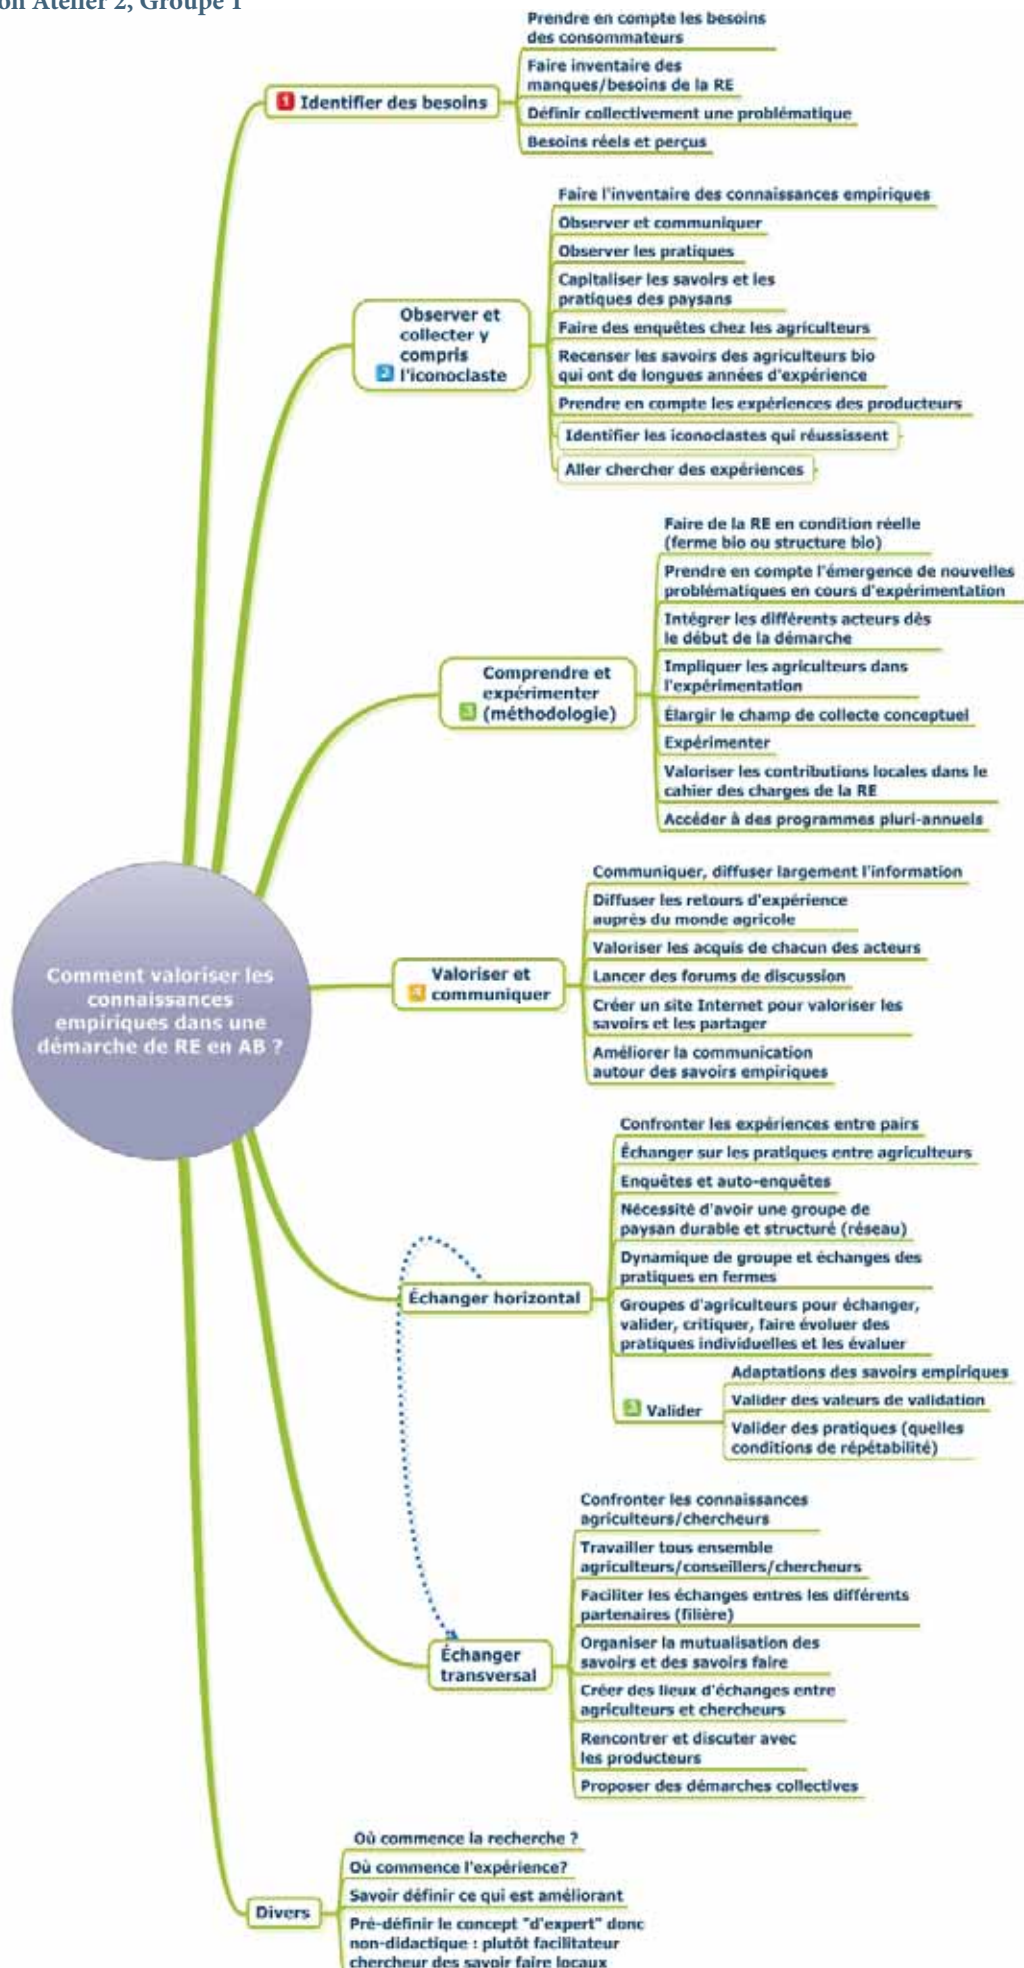 on Atelier 2, Groupe 1
Prendre en compte les besoins
des consommateurs
Faire inventaire des
manques/besoins de la RE
1 Identifier des besoins
Définir collectivement une problématique
Besoins réels et perçus
Faire l'inventaire des connaissances empiriques
Observer et communiquer
Observer les pratiques
Capitaliser les savoirs et les
pratiques des paysans
Observer et
collecter y
compris
2 l'iconoclaste
Faire des enquêtes chez les agriculteurs
Recenser les savoirs des agriculteurs bio
qui ont de longues années d'expérience
Prendre en compte les expériences des producteurs
Identifier les iconoclastes qui réussissent
Aller chercher des expériences
Faire de la RE en condition réelle
(ferme bio ou structure bio)
Prendre en compte l'émergence de nouvelles
problématiques en cours d'expérimentation
Intégrer les différents acteurs dès
le début de la démarche
Comprendre et
expérimenter
3 (méthodologie)
Impliquer les agriculteurs dans
l'expérimentation
Élargir le champ de collecte conceptuel
Expérimenter
Valoriser les contributions locales dans le
cahier des charges de la RE
Accéder à des programmes pluri-annuels
Comment valoriser les
connaissances
empiriques dans une
démarche de RE en AB ?
Communiquer, diffuser largement l'information
Diffuser les retours d'expérience
auprès du monde agricole
Valoriser les acquis de chacun des acteurs
Valoriser et
4 communiquer
Lancer des forums de discussion
Créer un site Internet pour valoriser les
savoirs et les partager
Améliorer la communication
autour des savoirs empiriques
Confronter les expériences entre pairs
Échanger sur les pratiques entre agriculteurs
Enquêtes et auto-enquêtes
Nécessité d'avoir une groupe de
paysan durable et structuré (réseau)
Dynamique de groupe et échanges des
pratiques en fermes
Échanger horizontal
Groupes d'agriculteurs pour échanger,
valider, critiquer, faire évoluer des
pratiques individuelles et les évaluer
3 Valider
Adaptations des savoirs empiriques
Valider des valeurs de validation
Valider des pratiques (quelles
conditions de répétabilité)
Confronter les connaissances
agriculteurs/chercheurs
Travailler tous ensemble
agriculteurs/conseillers/chercheurs
Faciliter les échanges entres les différents
partenaires (filière)
Échanger
transversal
Organiser la mutualisation des
savoirs et des savoirs faire
Créer des lieux d'échanges entre
agriculteurs et chercheurs
Rencontrer et discuter avec
les producteurs
Proposer des démarches collectives
Divers
Où commence la recherche ?
Où commence l'expérience?
Savoir définir ce qui est améliorant
Pré-définir le concept "d'expert" donc
non-didactique : plutôt facilitateur
chercheur des savoir faire locaux